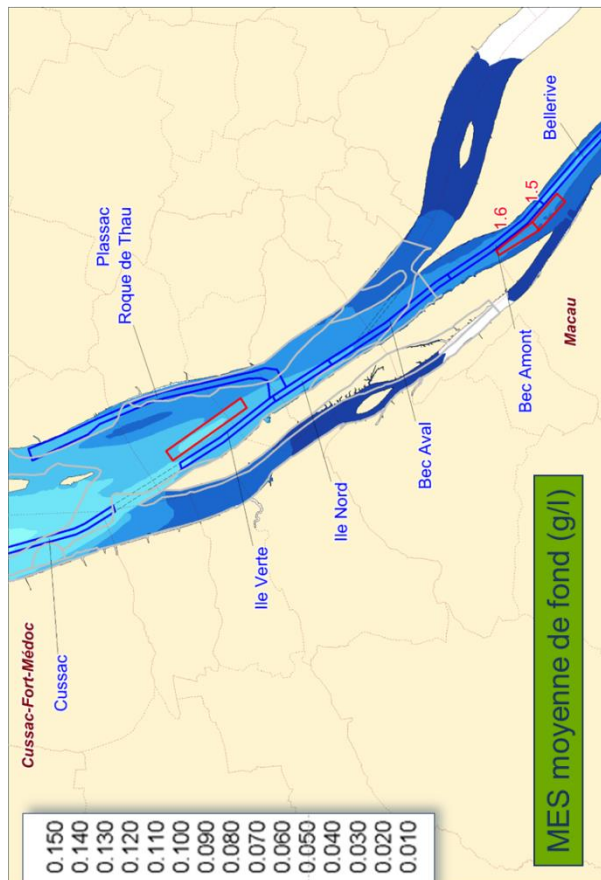 Cussac-Fort-Médoc
Cussac
Plassac
Roque de Thau
Ile Verte
Ile Nord
Bec Aval
Bec Amont
1.6
1.5
Bellerive
Macau
0.150
0.140
0.130
0.120
0.110
0.100
0.090
0.080
0.070
0.060
0.050
0.040
0.030
0.020
0.010
MES moyenne de fond (g/l)